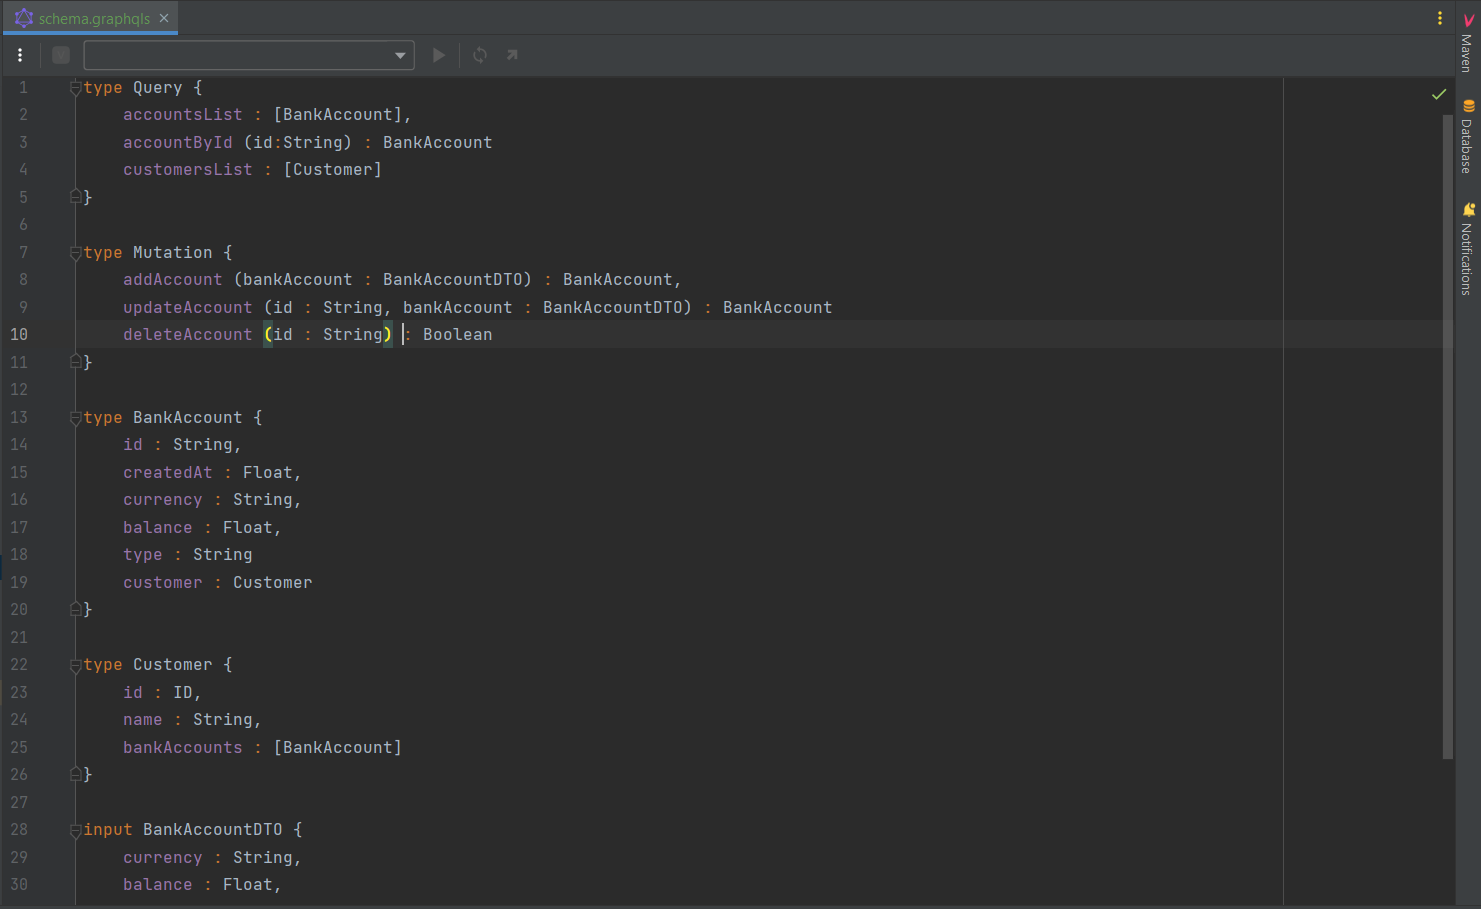 schema.graphqls
1 type Query {
2 accountsList : [BankAccount],
3 accountById (id:String) : BankAccount
4 customersList : [Customer]
5 }
6
7 type Mutation {
8 addAccount (bankAccount : BankAccountDTO) : BankAccount,
9 updateAccount (id : String, bankAccount : BankAccountDTO) : BankAccount
10 deleteAccount (id : String) : Boolean
11 }
12
13 type BankAccount {
14 id : String,
15 createdAt : Float,
16 currency : String,
17 balance : Float,
18 type : String
19 customer : Customer
20 }
21
22 type Customer {
23 id : ID,
24 name : String,
25 bankAccounts : [BankAccount]
26 }
27
28 input BankAccountDTO {
29 currency : String,
30 balance : Float,
Maven
Database
Notifications